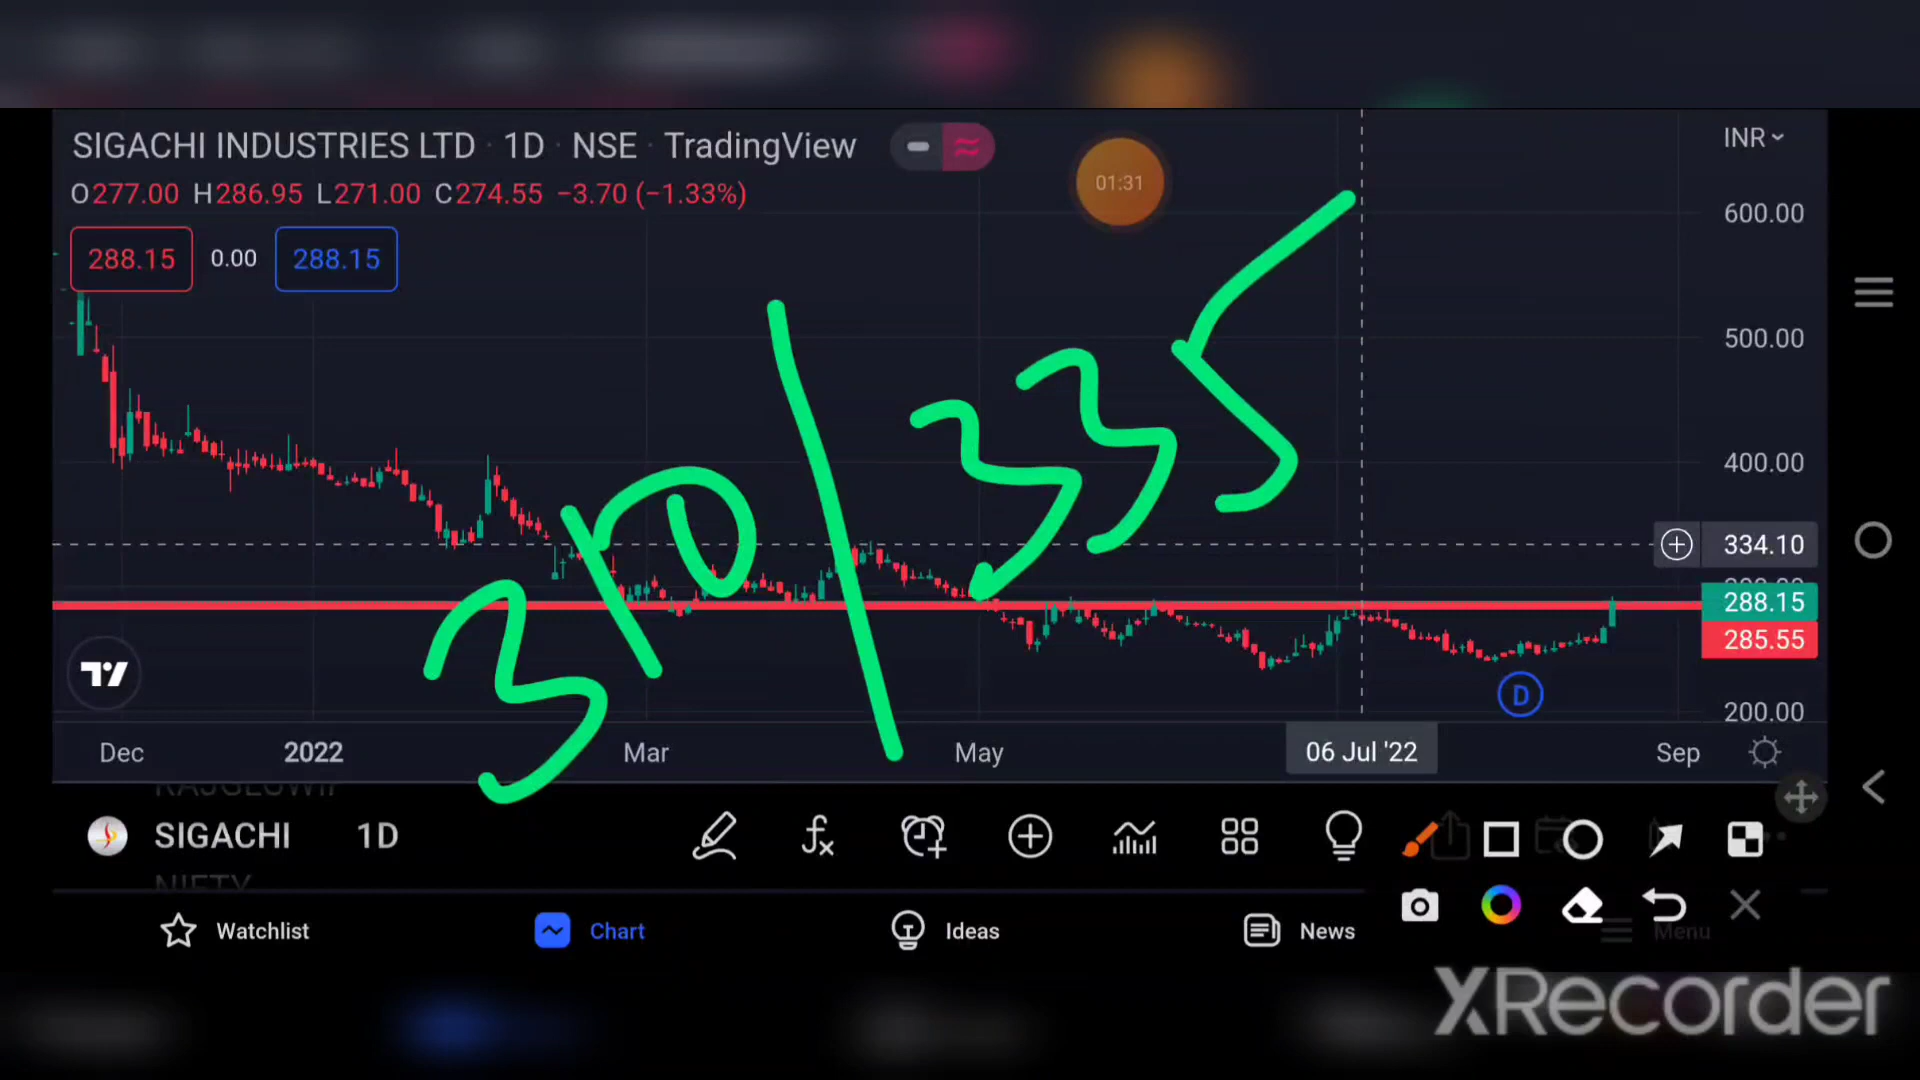 SIGACHI INDUSTRIES LTD · 1D · NSE · TradingView
INR
01:31
O277.00 H286.95 L271.00 C274.55 −3.70 (−1.33%)
288.15 0.00 288.15
600.00
500.00
400.00
334.10
288.15
285.55
200.00
310 / 335
D
Dec 2022 Mar May 06 Jul '22 Sep
SIGACHI 1D
NIFTY
Watchlist Chart Ideas News Menu
XRecorder